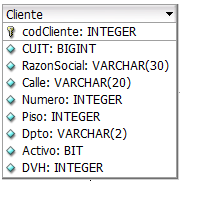 Cliente
codCliente: INTEGER
CUIT: BIGINT
RazonSocial: VARCHAR(30)
Calle: VARCHAR(20)
Numero: INTEGER
Piso: INTEGER
Dpto: VARCHAR(2)
Activo: BIT
DVH: INTEGER